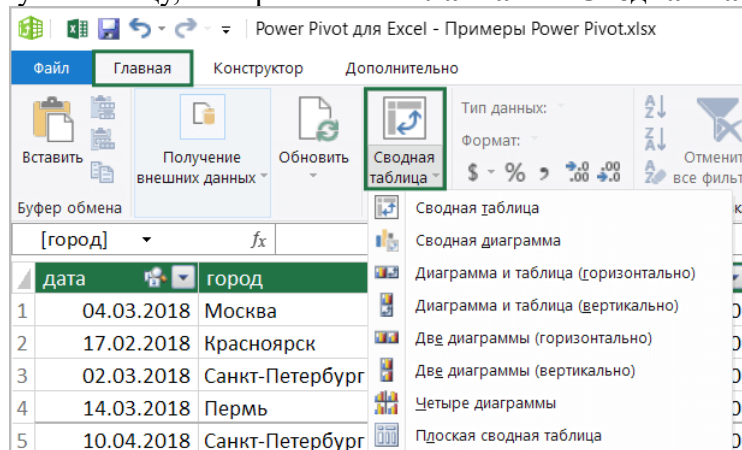 Power Pivot для Excel - Примеры Power Pivot.xlsx
Файл Главная Конструктор Дополнительно
Вставить
Получение внешних данных
Обновить
Сводная таблица
Тип данных:
Формат:
$ - % , .00 .00
Отменить
все фильт
Буфер обмена
[город] fx
дата город
1 04.03.2018 Москва
2 17.02.2018 Красноярск
3 02.03.2018 Санкт-Петербург
4 14.03.2018 Пермь
5 10.04.2018 Санкт-Петербург
Сводная таблица
Сводная диаграмма
Диаграмма и таблица (горизонтально)
Диаграмма и таблица (вертикально)
Две диаграммы (горизонтально)
Две диаграммы (вертикально)
Четыре диаграммы
Плоская сводная таблица